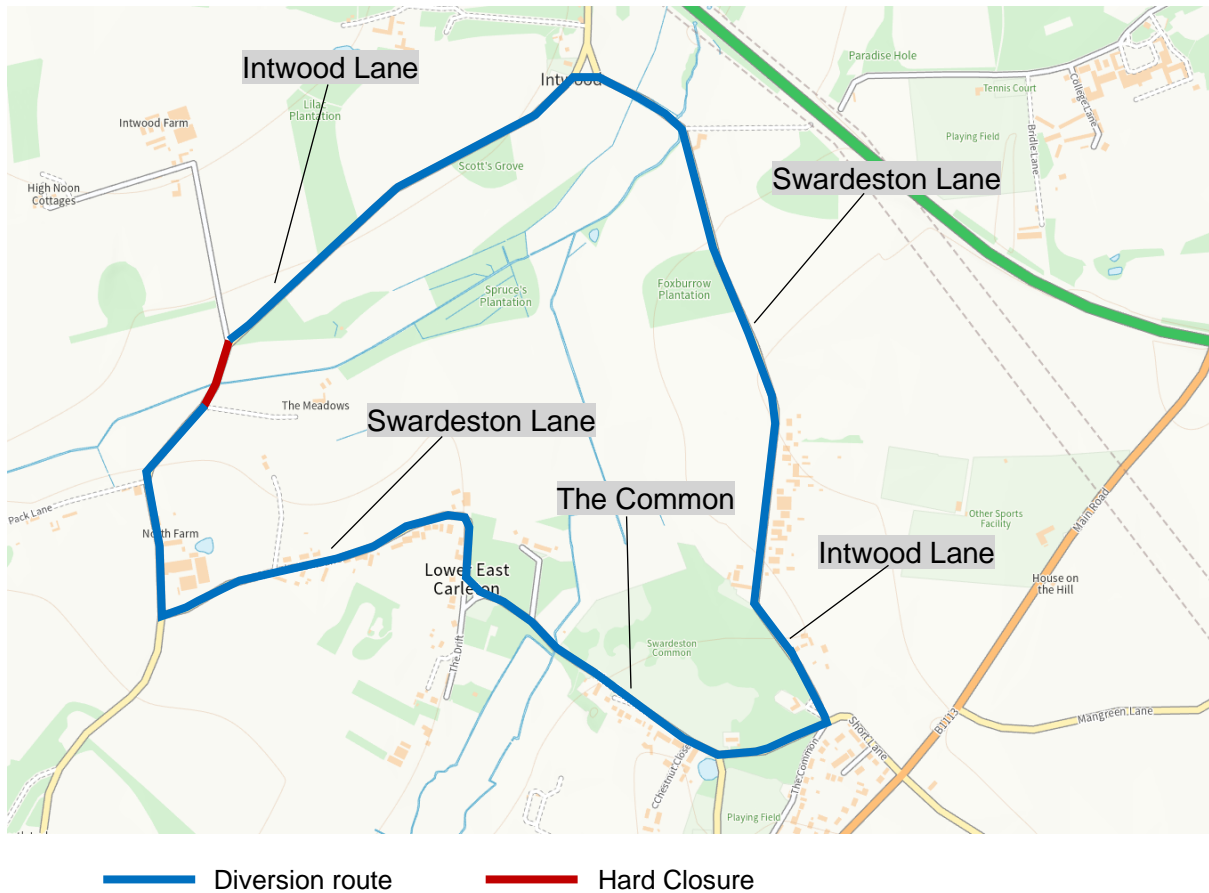 Intwood Lane
Intwood
Paradise Hole
Tennis Court
College Lane
Bridle Lane
Playing Field
Lilac
Plantation
Intwood Farm
Scott's Grove
High Noon
Cottages
Swardeston Lane
Spruce's
Plantation
Foxburrow
Plantation
The Meadows
Swardeston Lane
The Common
Pack Lane
North Farm
Other Sports
Facility
Main Road
Intwood Lane
House on
the Hill
Lower East
Carleton
The Drift
Swardeston
Common
Short Lane
B1113
Mangreen Lane
The Common
CChestnut Close
Playing Field
Diversion route
Hard Closure